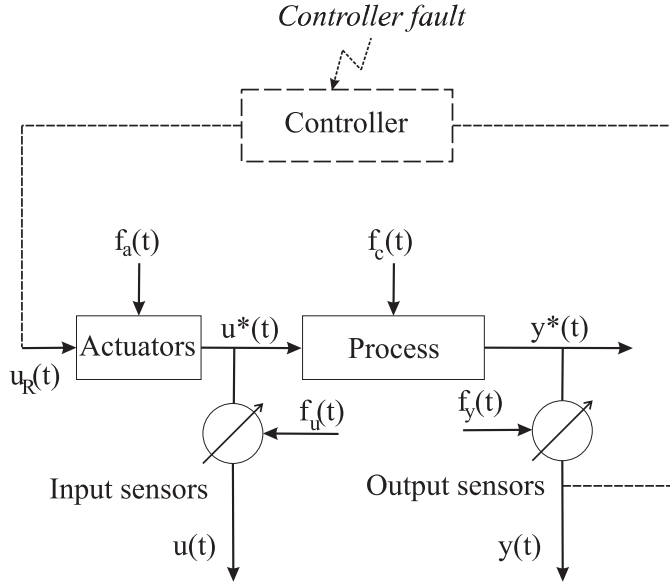 Controller fault
Controller
f_a(t)
f_c(t)
Actuators
u*(t)
Process
y*(t)
u_R(t)
f_u(t)
f_y(t)
Input sensors
Output sensors
u(t)
y(t)